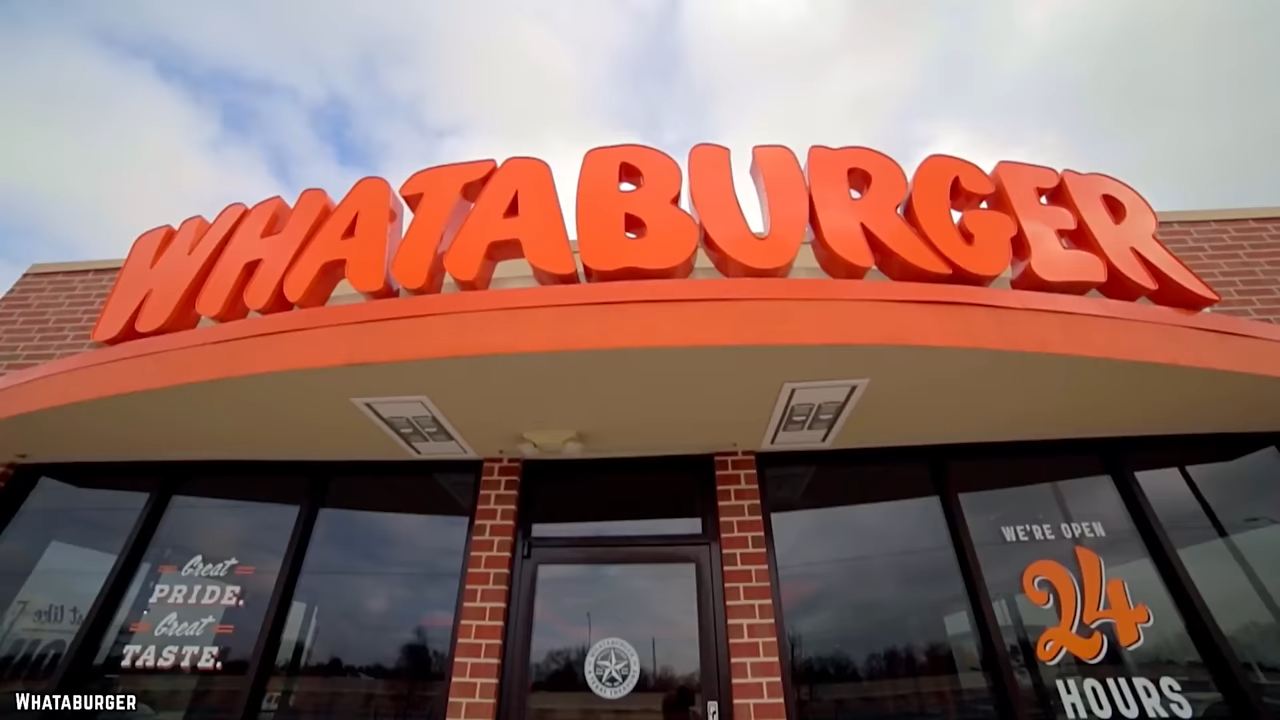 WHATABURGER
Great
PRIDE.
Great
TASTE.
WE'RE OPEN
24
HOURS
WHATABURGER